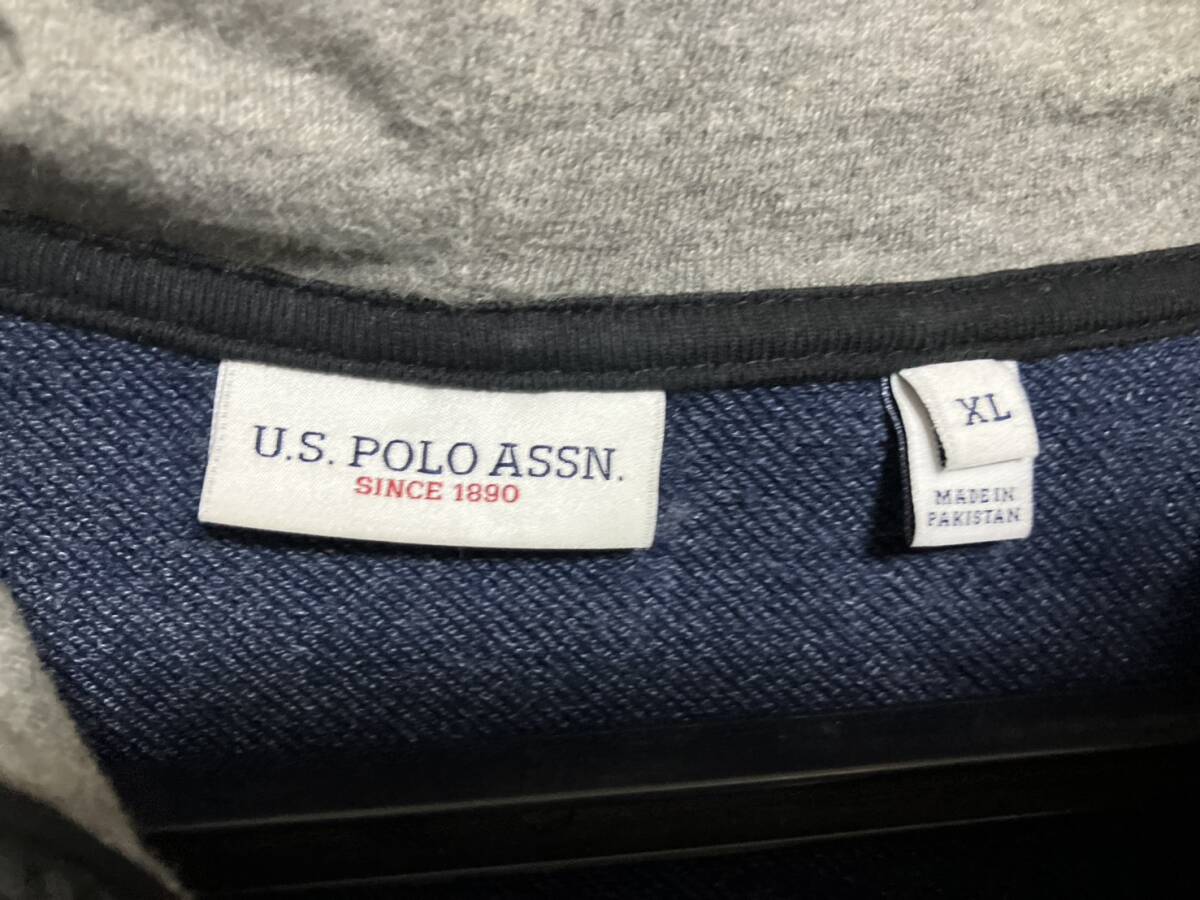 U.S. POLO ASSN.
SINCE 1890
XL
MADE IN
PAKISTAN